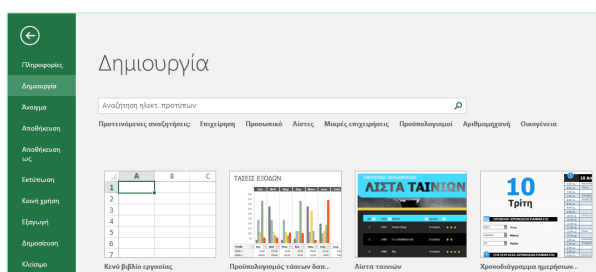 Πληροφορίες
Δημιουργία
Άνοιγμα
Αποθήκευση
Αποθήκευση
ως
Εκτύπωση
Κοινή χρήση
Εξαγωγή
Δημοσίευση
Κλείσιμο
Δημιουργία
Αναζήτηση ηλεκτ. προτύπων
Προτεινόμενες αναζητήσεις: Επιχείρηση Προσωπικό Λίστες Μικρές επιχειρήσεις Προϋπολογισμοί Αριθμομηχανή Οικογένεια
A B C
1
2
3
4
5
6
7
Κενό βιβλίο εργασίας
ΤΑΣΕΙΣ ΕΞΟΔΩΝ
Προϋπολογισμός τάσεων δαπ...
ΛΙΣΤΑ ΤΑΙΝΙΩΝ
Λίστα ταινιών
10
Τρίτη
Χρονοδιάγραμμα ημερήσιων...